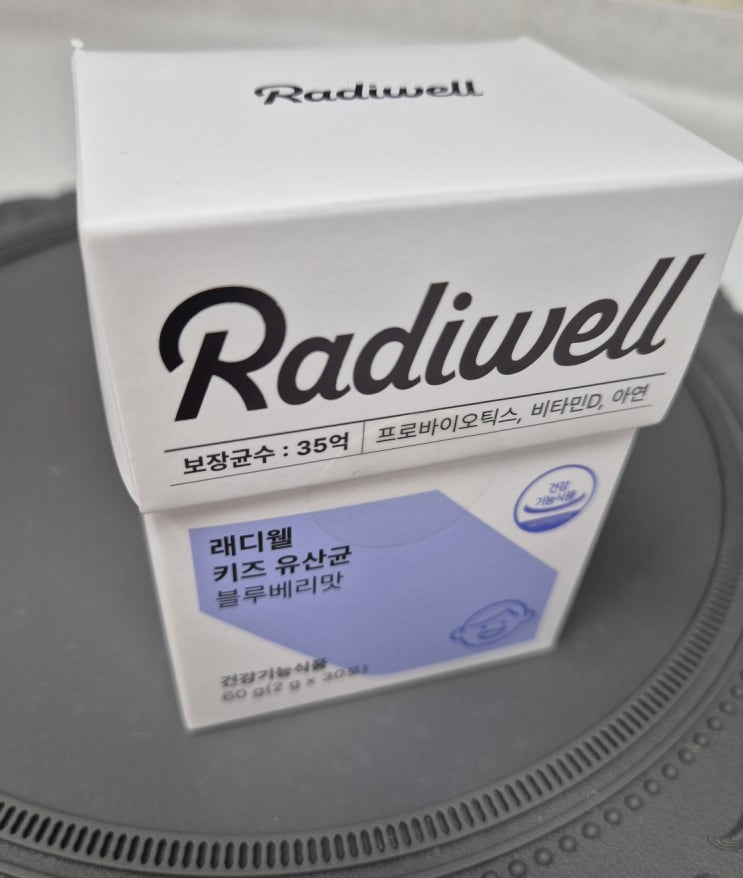 Radiwell
Radiwell
보장균수 : 35억 프로바이오틱스, 비타민D, 아연
건강
기능식품
래디웰
키즈 유산균
블루베리맛
건강기능식품
60 g(2 g x 30포)